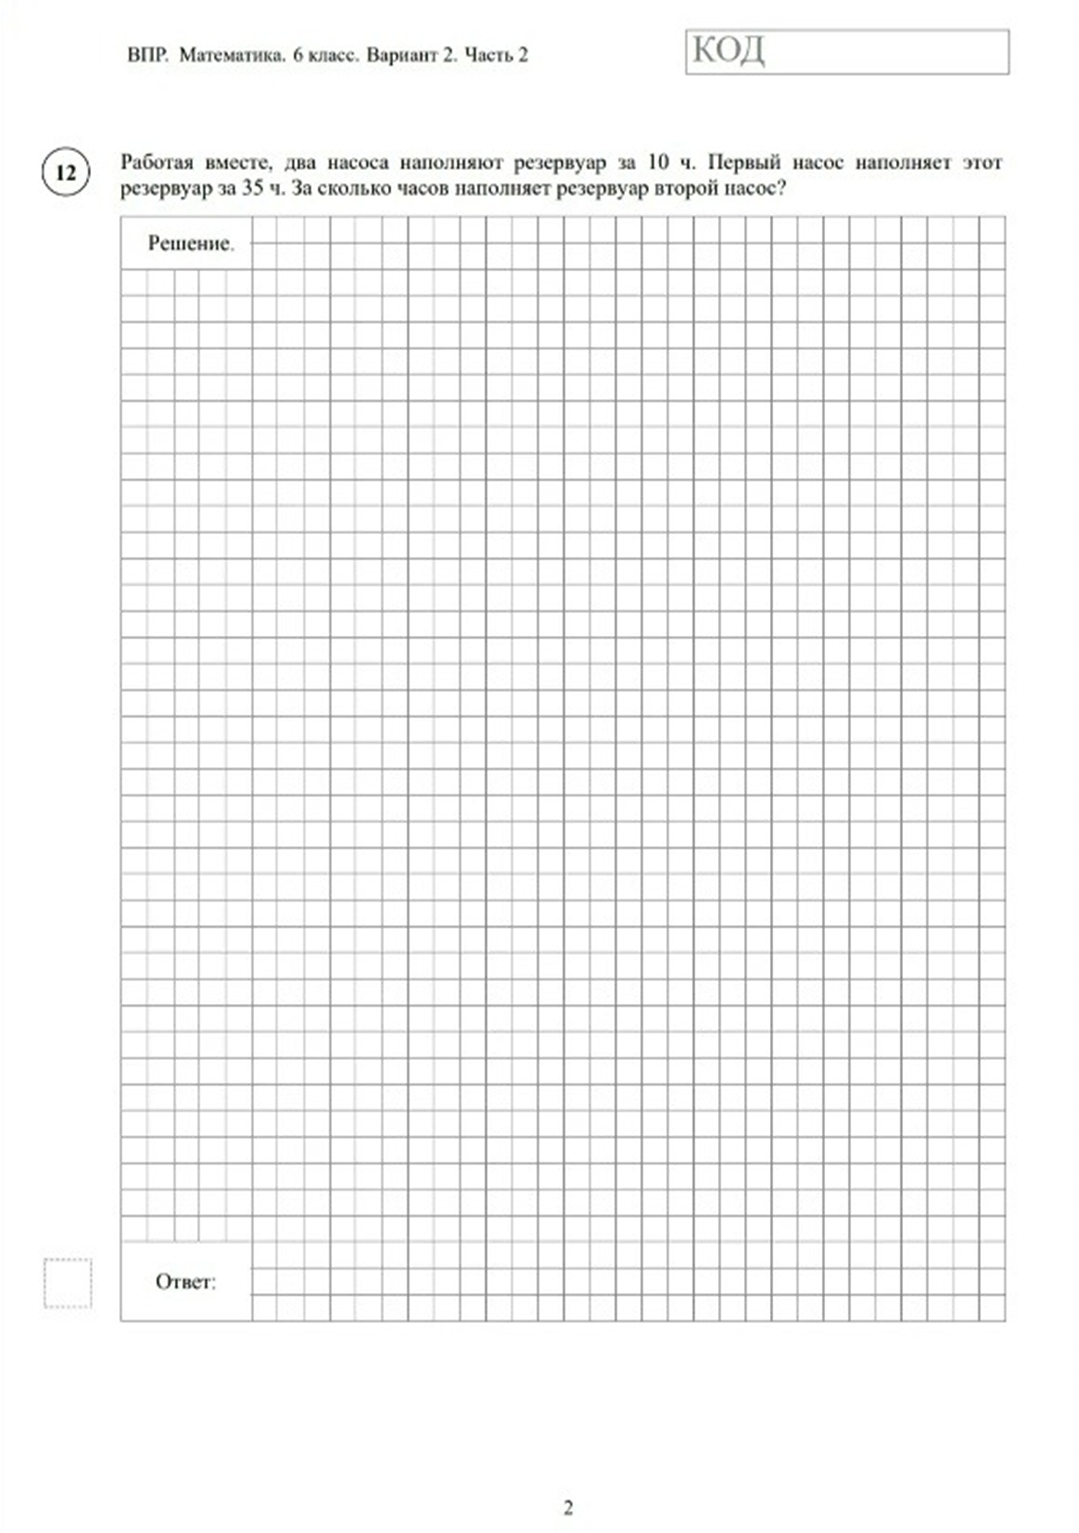 ВПР. Математика. 6 класс. Вариант 2. Часть 2
КОД
12
Работая вместе, два насоса наполняют резервуар за 10 ч. Первый насос наполняет этот
резервуар за 35 ч. За сколько часов наполняет резервуар второй насос?
Решение.
Ответ:
2